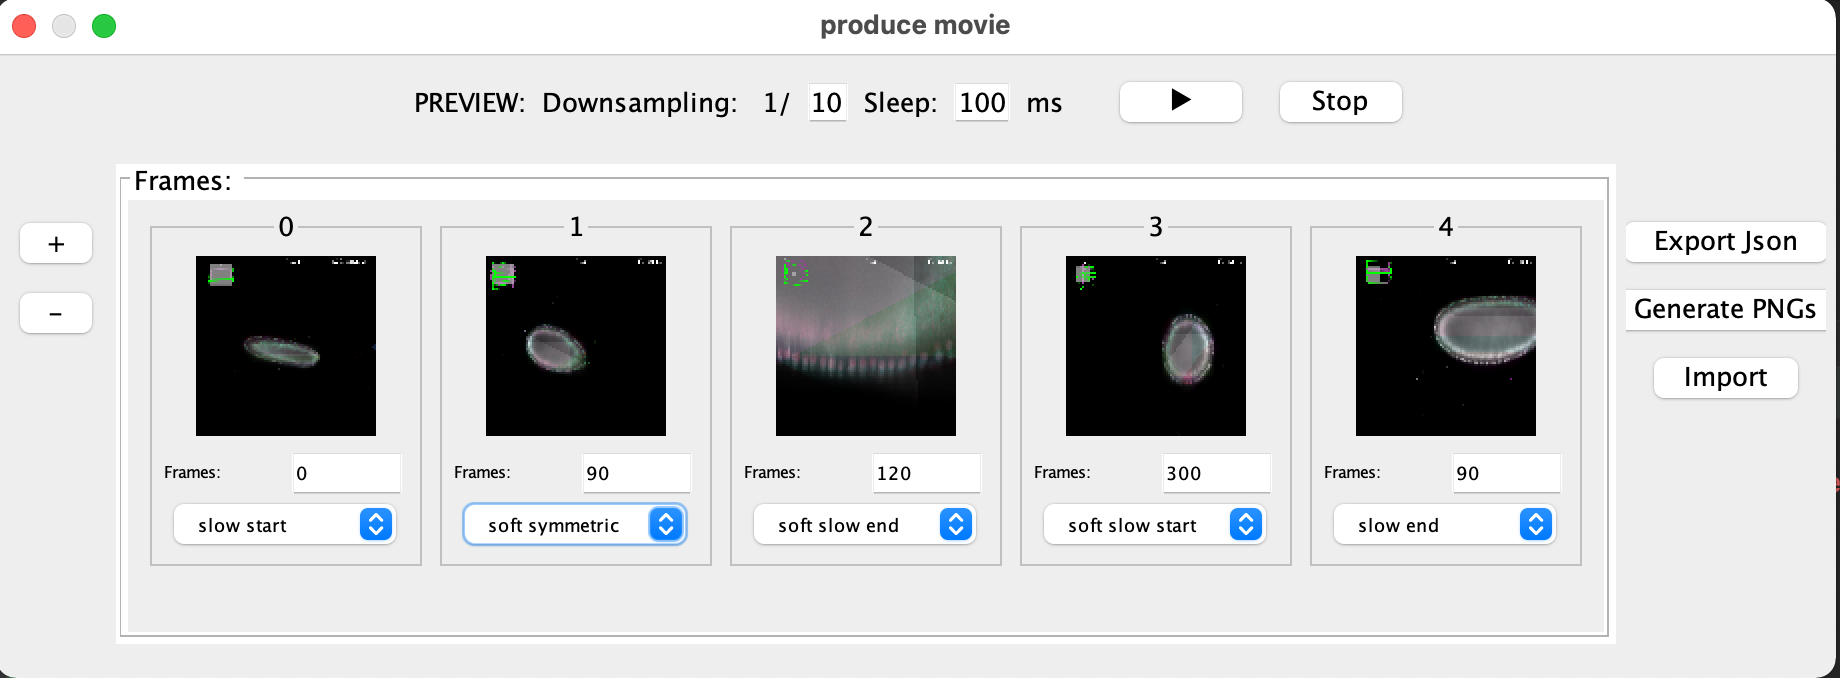 produce movie
PREVIEW: Downsampling: 1/ 10 Sleep: 100 ms ▶ Stop
Frames:
0 1 2 3 4
+
-
Export Json
Generate PNGs
Import
Frames: 0 Frames: 90 Frames: 120 Frames: 300 Frames: 90
slow start soft symmetric soft slow end soft slow start slow end